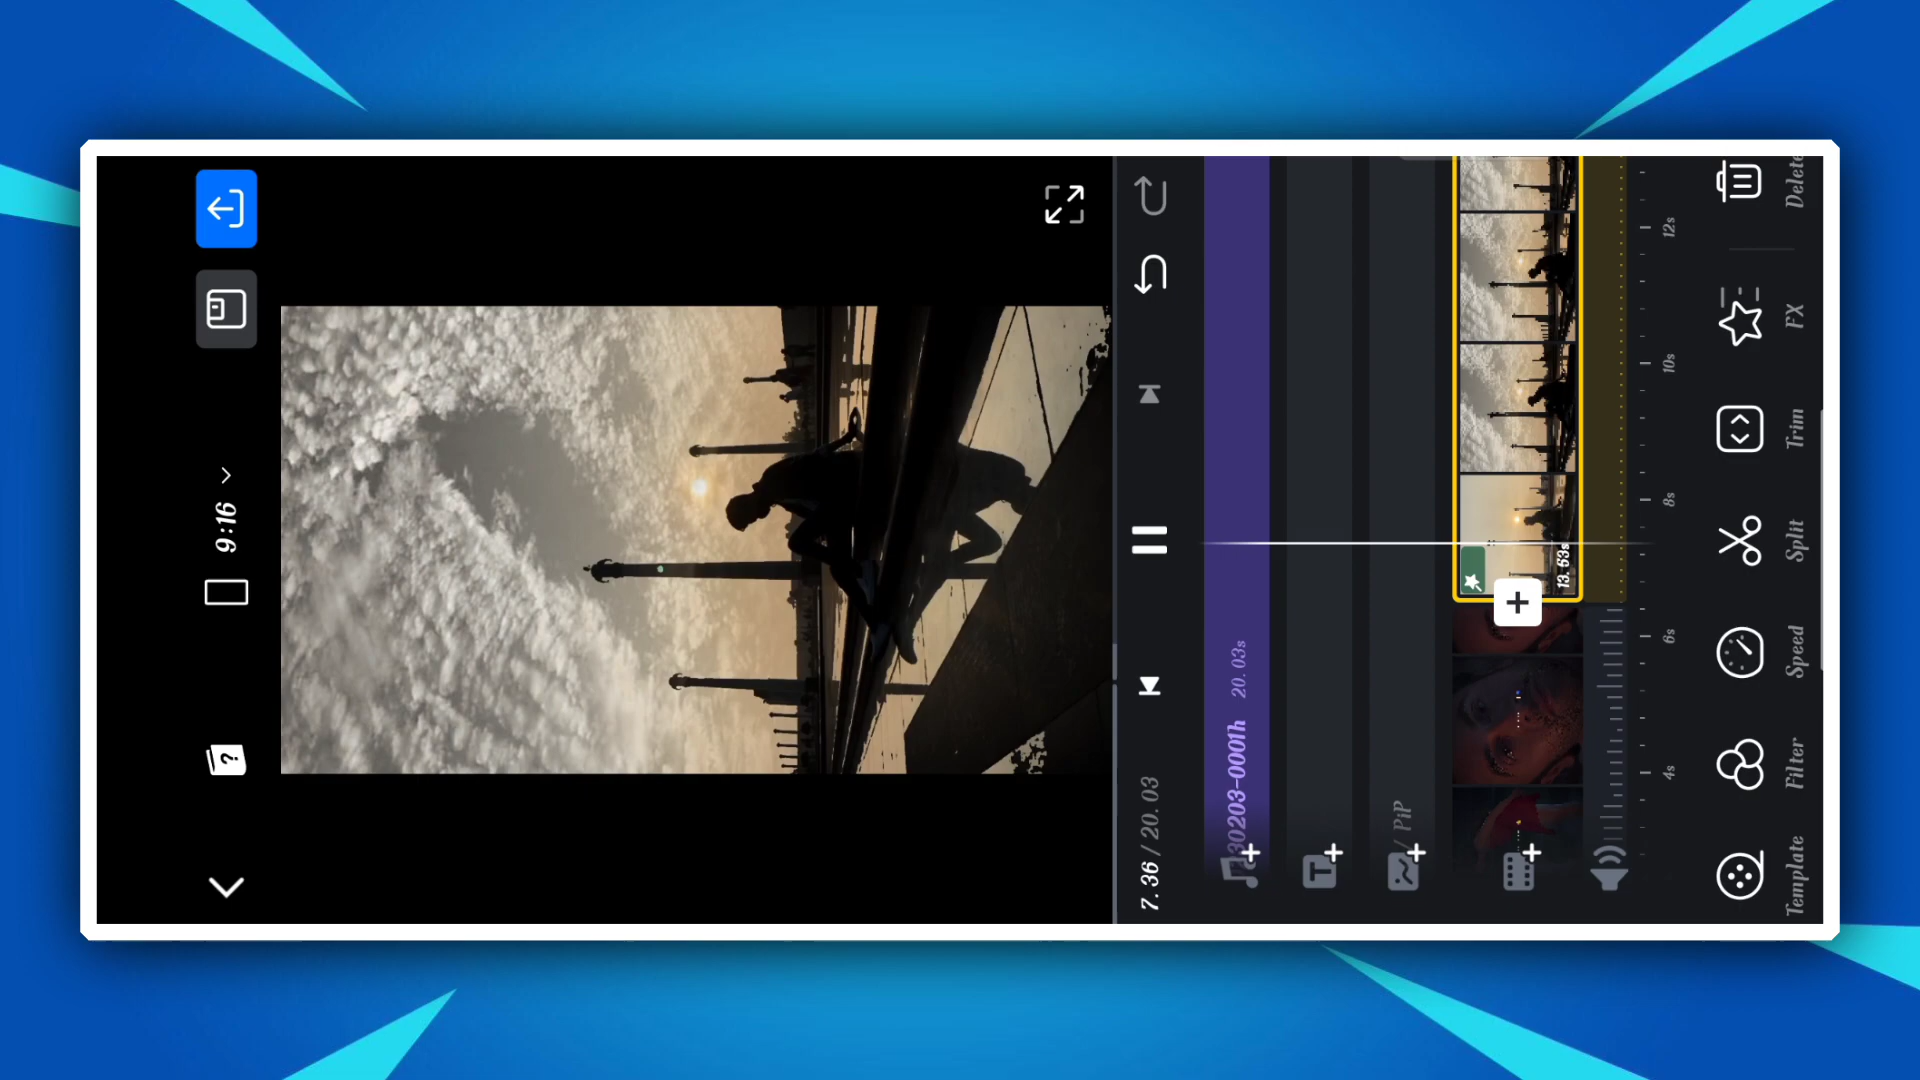 9:16
?
7.36 / 20.03
30203-0001h 20.03s
T
/ PiP
13.63s
4s
6s
8s
10s
12s
Template
Filter
Speed
Split
Trim
FX
Delete